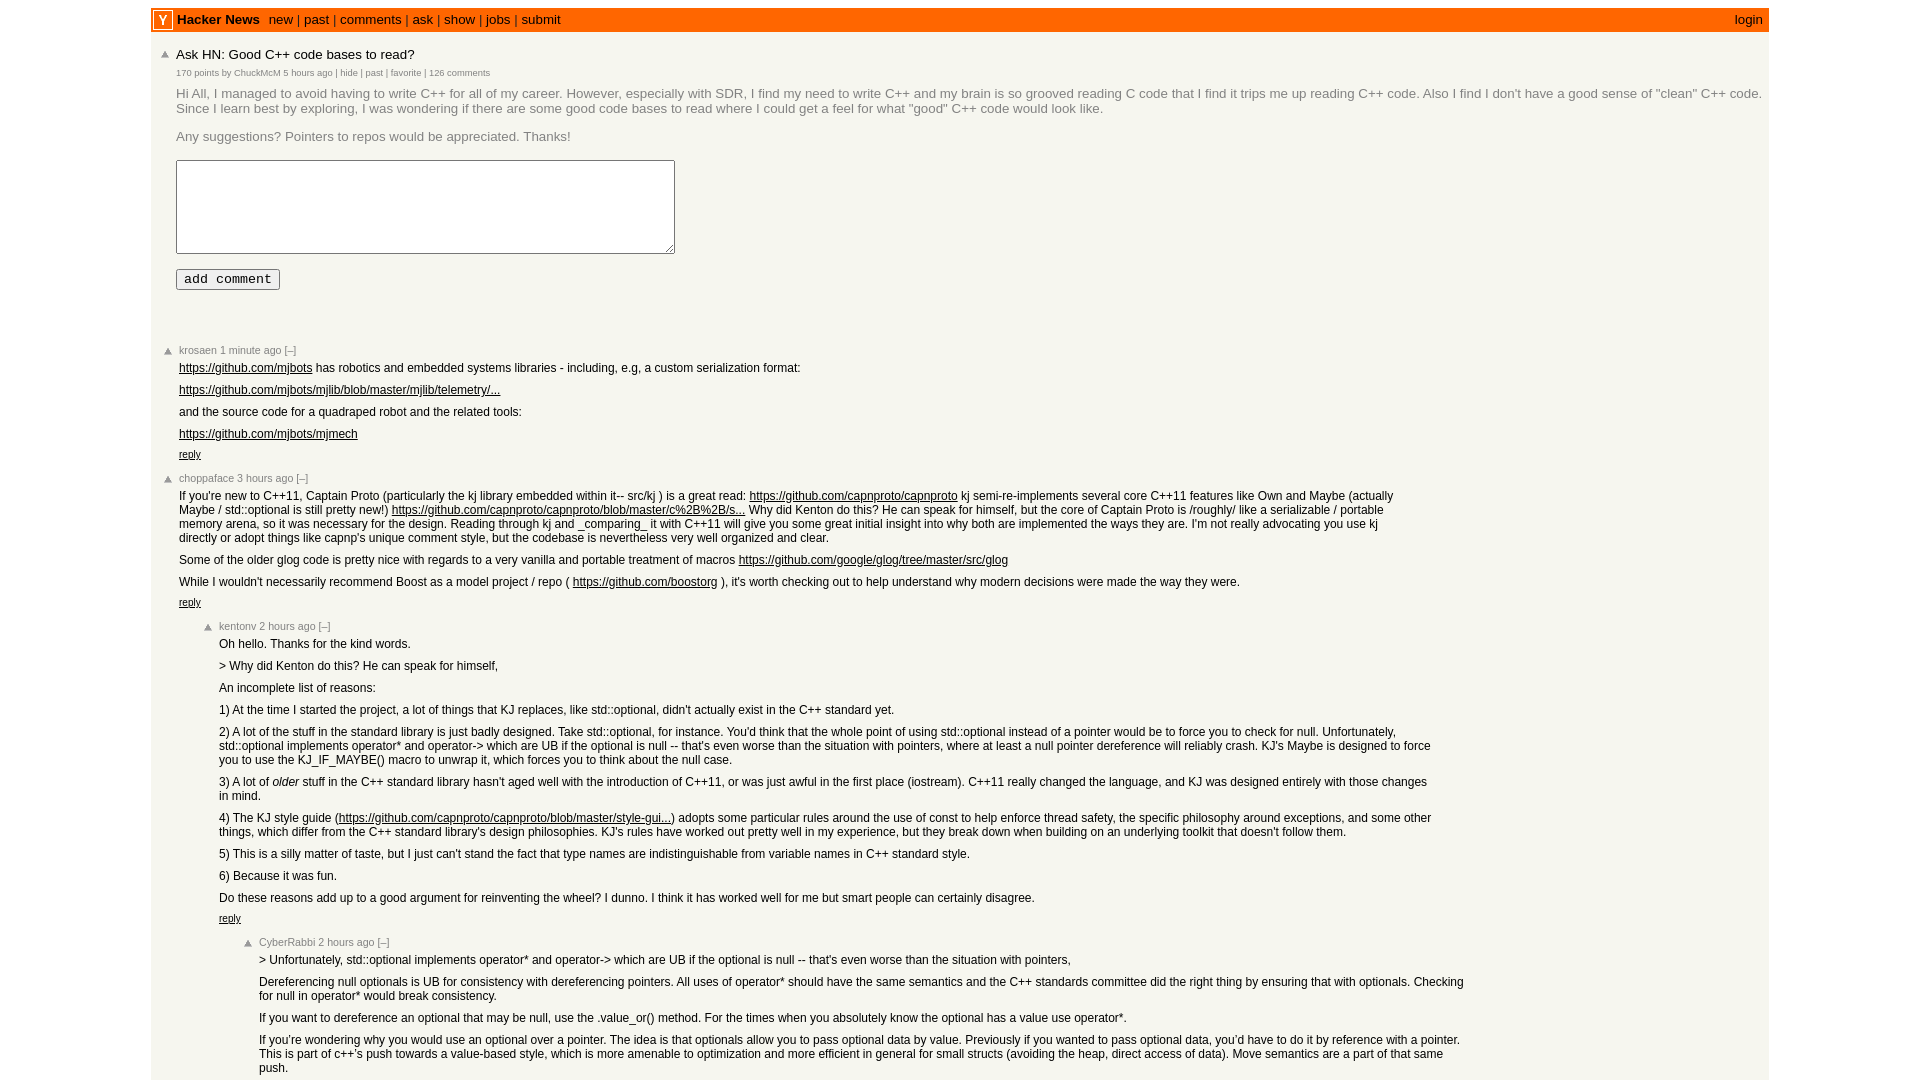 Y Hacker News new | past | comments | ask | show | jobs | submit login
Ask HN: Good C++ code bases to read?
170 points by ChuckMcM 5 hours ago | hide | past | favorite | 126 comments
Hi All, I managed to avoid having to write C++ for all of my career. However, especially with SDR, I find my need to write C++ and my brain is so grooved reading C code that I find it trips me up reading C++ code. Also I find I don't have a good sense of "clean" C++ code.
Since I learn best by exploring, I was wondering if there are some good code bases to read where I could get a feel for what "good" C++ code would look like.
Any suggestions? Pointers to repos would be appreciated. Thanks!
add comment
krosaen 1 minute ago [–]
https://github.com/mjbots has robotics and embedded systems libraries - including, e.g, a custom serialization format:
https://github.com/mjbots/mjlib/blob/master/mjlib/telemetry/...
and the source code for a quadraped robot and the related tools:
https://github.com/mjbots/mjmech
reply
choppaface 3 hours ago [–]
If you're new to C++11, Captain Proto (particularly the kj library embedded within it-- src/kj ) is a great read: https://github.com/capnproto/capnproto kj semi-re-implements several core C++11 features like Own and Maybe (actually
Maybe / std::optional is still pretty new!) https://github.com/capnproto/capnproto/blob/master/c%2B%2B/s... Why did Kenton do this? He can speak for himself, but the core of Captain Proto is /roughly/ like a serializable / portable
memory arena, so it was necessary for the design. Reading through kj and _comparing_ it with C++11 will give you some great initial insight into why both are implemented the ways they are. I'm not really advocating you use kj
directly or adopt things like capnp's unique comment style, but the codebase is nevertheless very well organized and clear.
Some of the older glog code is pretty nice with regards to a very vanilla and portable treatment of macros https://github.com/google/glog/tree/master/src/glog
While I wouldn't necessarily recommend Boost as a model project / repo ( https://github.com/boostorg ), it's worth checking out to help understand why modern decisions were made the way they were.
reply
kentonv 2 hours ago [–]
Oh hello. Thanks for the kind words.
> Why did Kenton do this? He can speak for himself,
An incomplete list of reasons:
1) At the time I started the project, a lot of things that KJ replaces, like std::optional, didn't actually exist in the C++ standard yet.
2) A lot of the stuff in the standard library is just badly designed. Take std::optional, for instance. You'd think that the whole point of using std::optional instead of a pointer would be to force you to check for null. Unfortunately,
std::optional implements operator* and operator-> which are UB if the optional is null -- that's even worse than the situation with pointers, where at least a null pointer dereference will reliably crash. KJ's Maybe is designed to force
you to use the KJ_IF_MAYBE() macro to unwrap it, which forces you to think about the null case.
3) A lot of older stuff in the C++ standard library hasn't aged well with the introduction of C++11, or was just awful in the first place (iostream). C++11 really changed the language, and KJ was designed entirely with those changes
in mind.
4) The KJ style guide (https://github.com/capnproto/capnproto/blob/master/style-gui...) adopts some particular rules around the use of const to help enforce thread safety, the specific philosophy around exceptions, and some other
things, which differ from the C++ standard library's design philosophies. KJ's rules have worked out pretty well in my experience, but they break down when building on an underlying toolkit that doesn't follow them.
5) This is a silly matter of taste, but I just can't stand the fact that type names are indistinguishable from variable names in C++ standard style.
6) Because it was fun.
Do these reasons add up to a good argument for reinventing the wheel? I dunno. I think it has worked well for me but smart people can certainly disagree.
reply
CyberRabbi 2 hours ago [–]
> Unfortunately, std::optional implements operator* and operator-> which are UB if the optional is null -- that's even worse than the situation with pointers,
Dereferencing null optionals is UB for consistency with dereferencing pointers. All uses of operator* should have the same semantics and the C++ standards committee did the right thing by ensuring that with optionals. Checking
for null in operator* would break consistency.
If you want to dereference an optional that may be null, use the .value_or() method. For the times when you absolutely know the optional has a value use operator*.
If you’re wondering why you would use an optional over a pointer. The idea is that optionals allow you to pass optional data by value. Previously if you wanted to pass optional data, you’d have to do it by reference with a pointer.
This is part of c++’s push towards a value-based style, which is more amenable to optimization and more efficient in general for small structs (avoiding the heap, direct access of data). Move semantics are a part of that same
push.